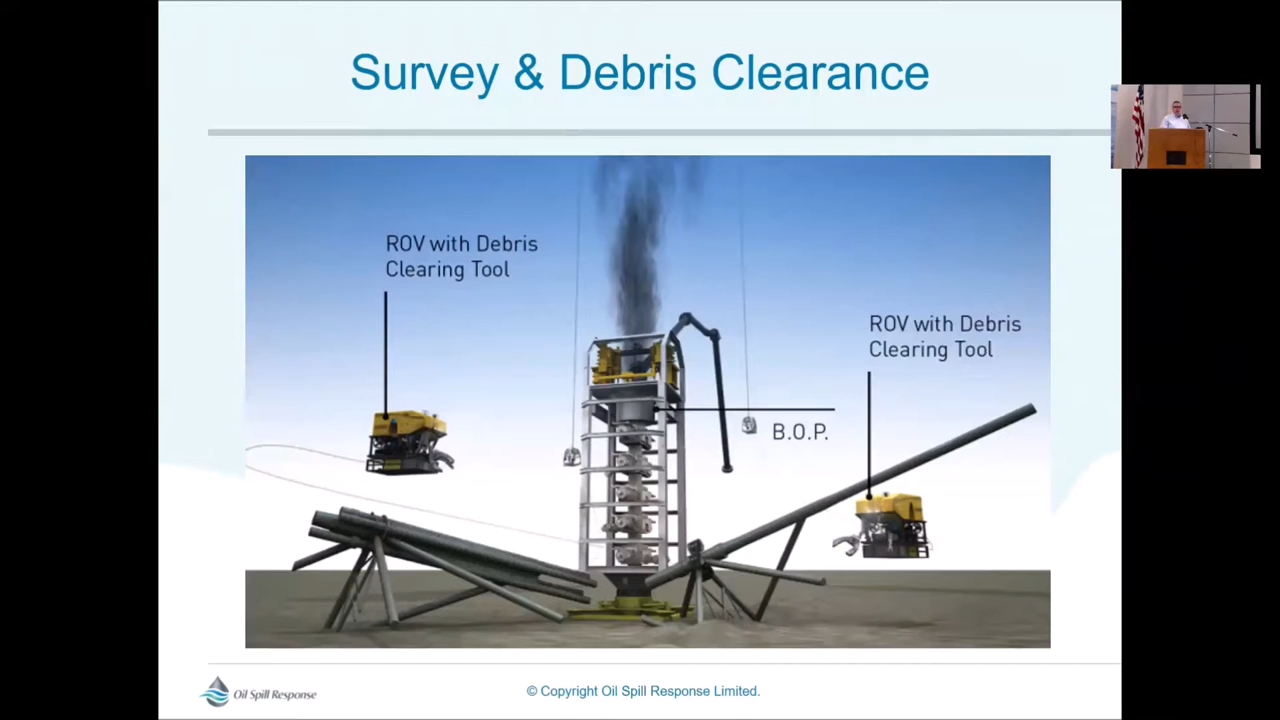 Survey & Debris Clearance
ROV with Debris
Clearing Tool
ROV with Debris
Clearing Tool
B.O.P.
Oil Spill Response
© Copyright Oil Spill Response Limited.